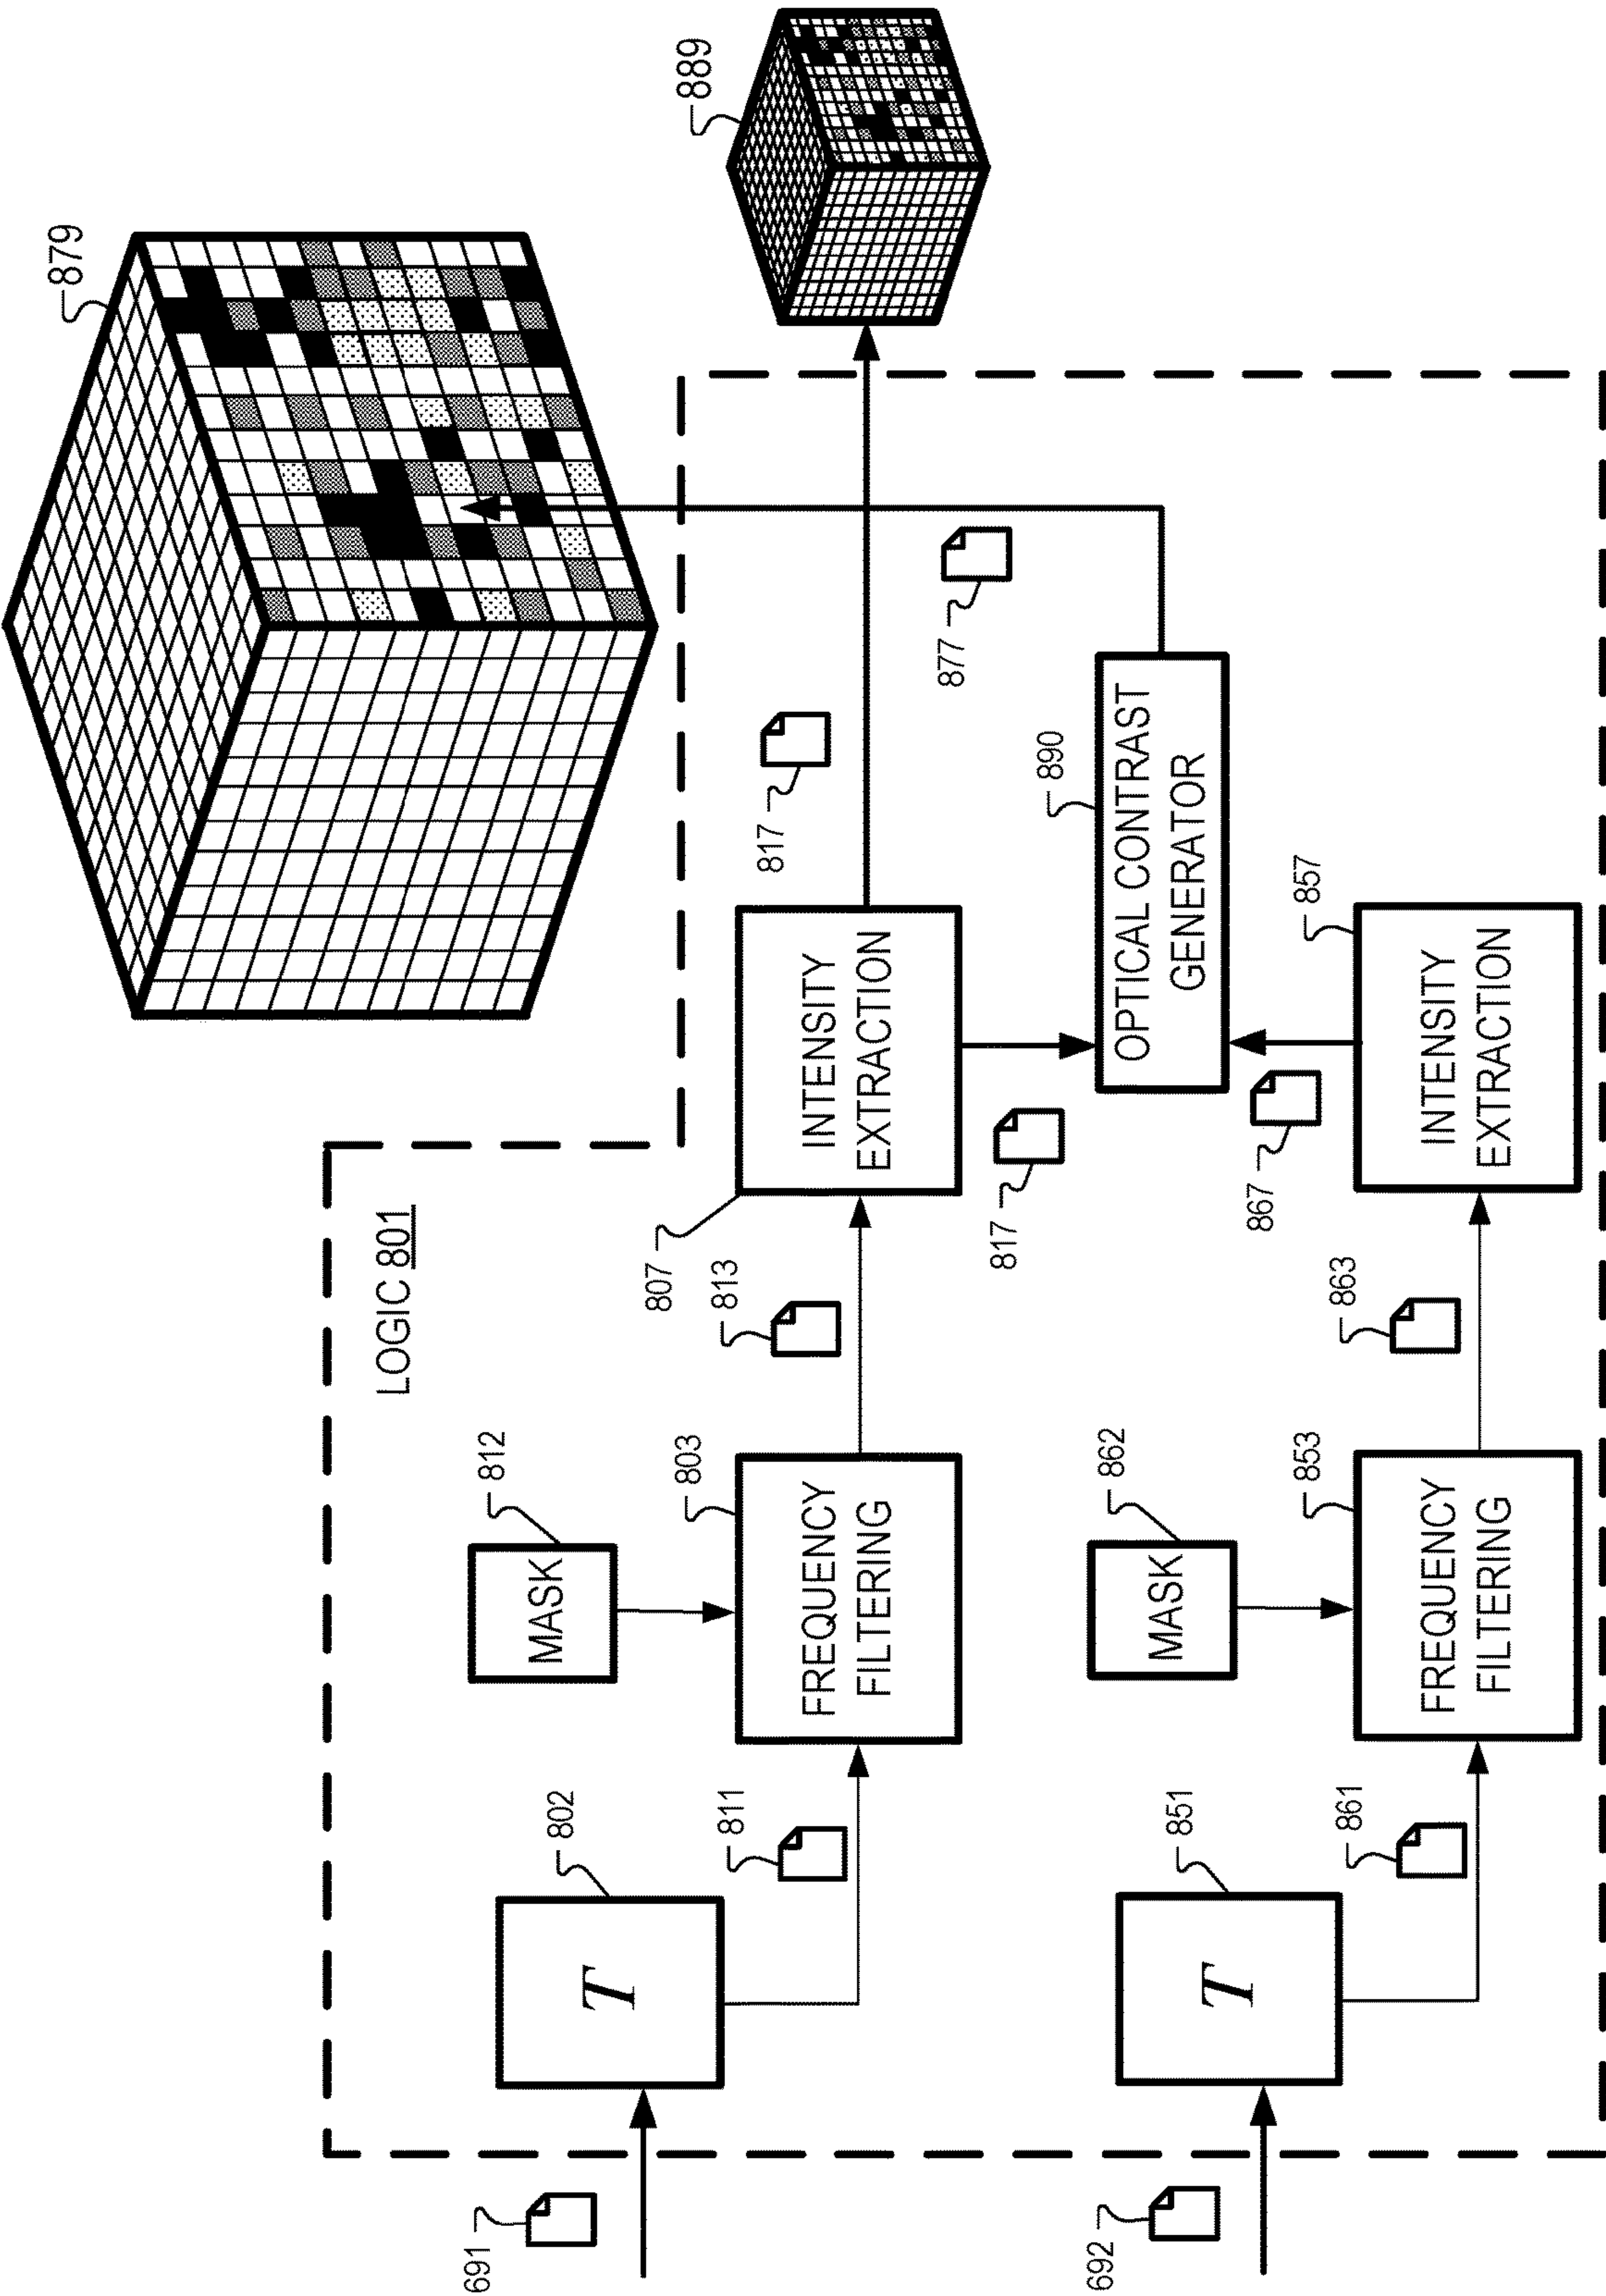 879
889
LOGIC 801
691
T
802
811
MASK
812
FREQUENCY
FILTERING
803
813
INTENSITY
EXTRACTION
807
817
817
OPTICAL CONTRAST
GENERATOR
890
877
692
T
851
861
MASK
862
FREQUENCY
FILTERING
853
863
INTENSITY
EXTRACTION
857
867